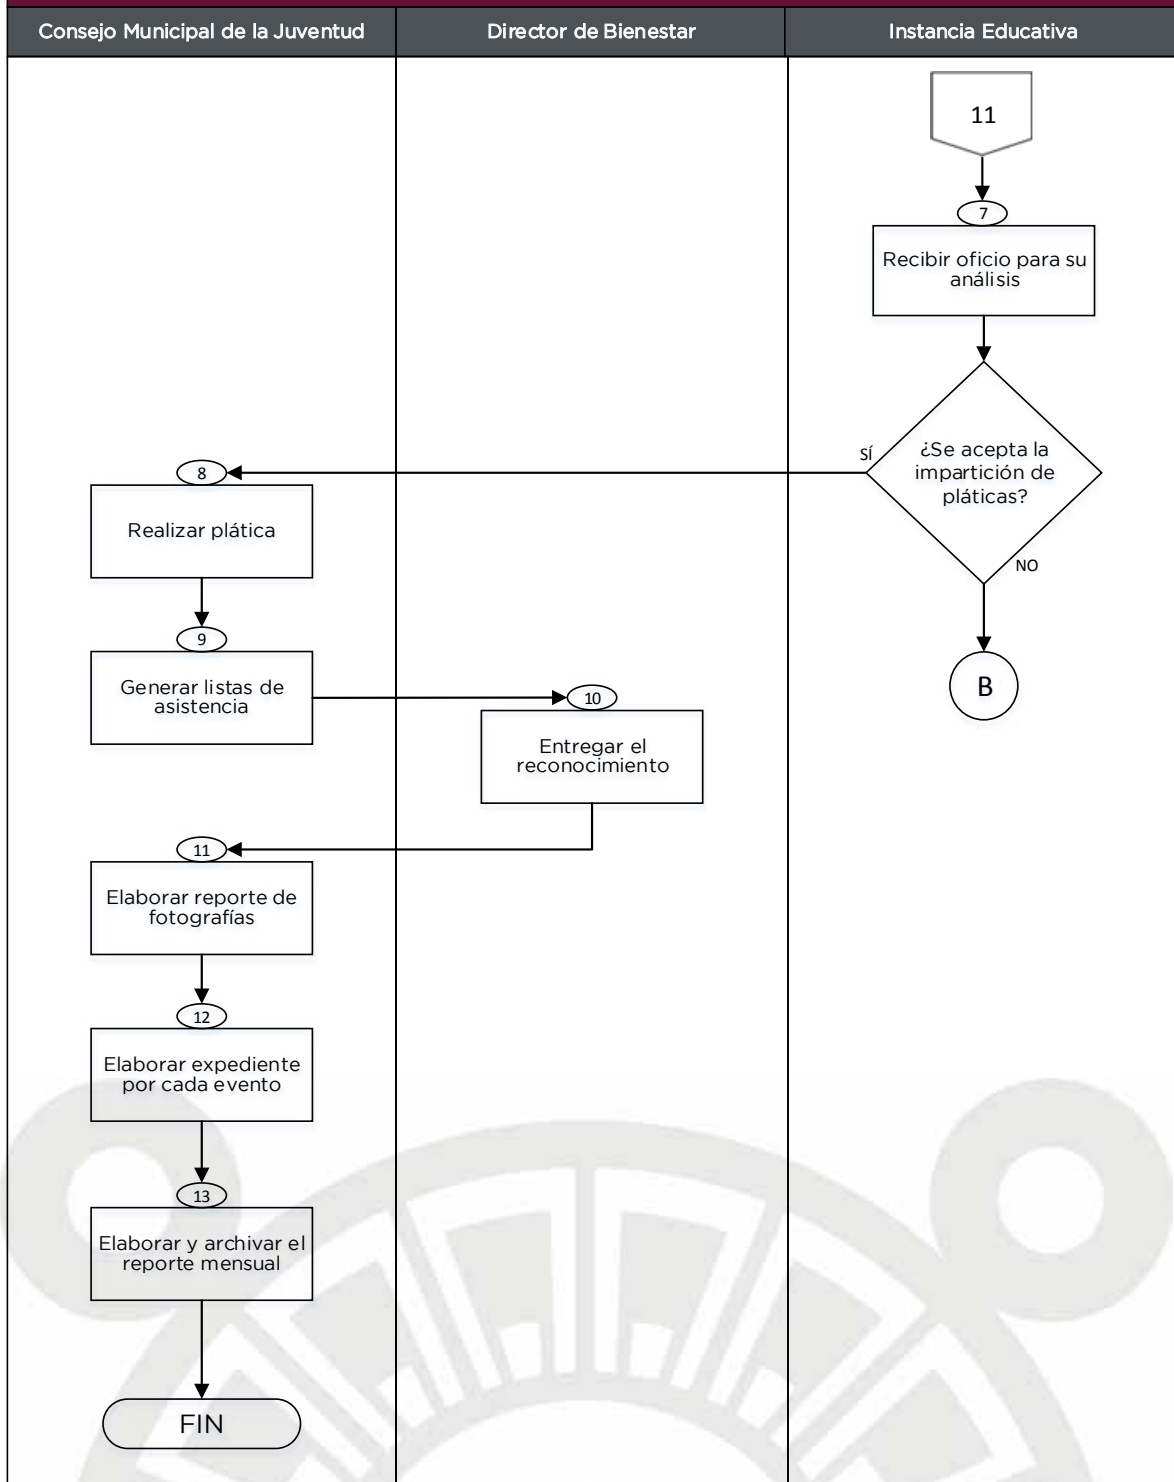 Consejo Municipal de la Juventud
Director de Bienestar
Instancia Educativa
11
7
Recibir oficio para su
análisis
¿Se acepta la
impartición de
pláticas?
SÍ
NO
B
8
Realizar plática
9
Generar listas de
asistencia
10
Entregar el
reconocimiento
11
Elaborar reporte de
fotografías
12
Elaborar expediente
por cada evento
13
Elaborar y archivar el
reporte mensual
FIN